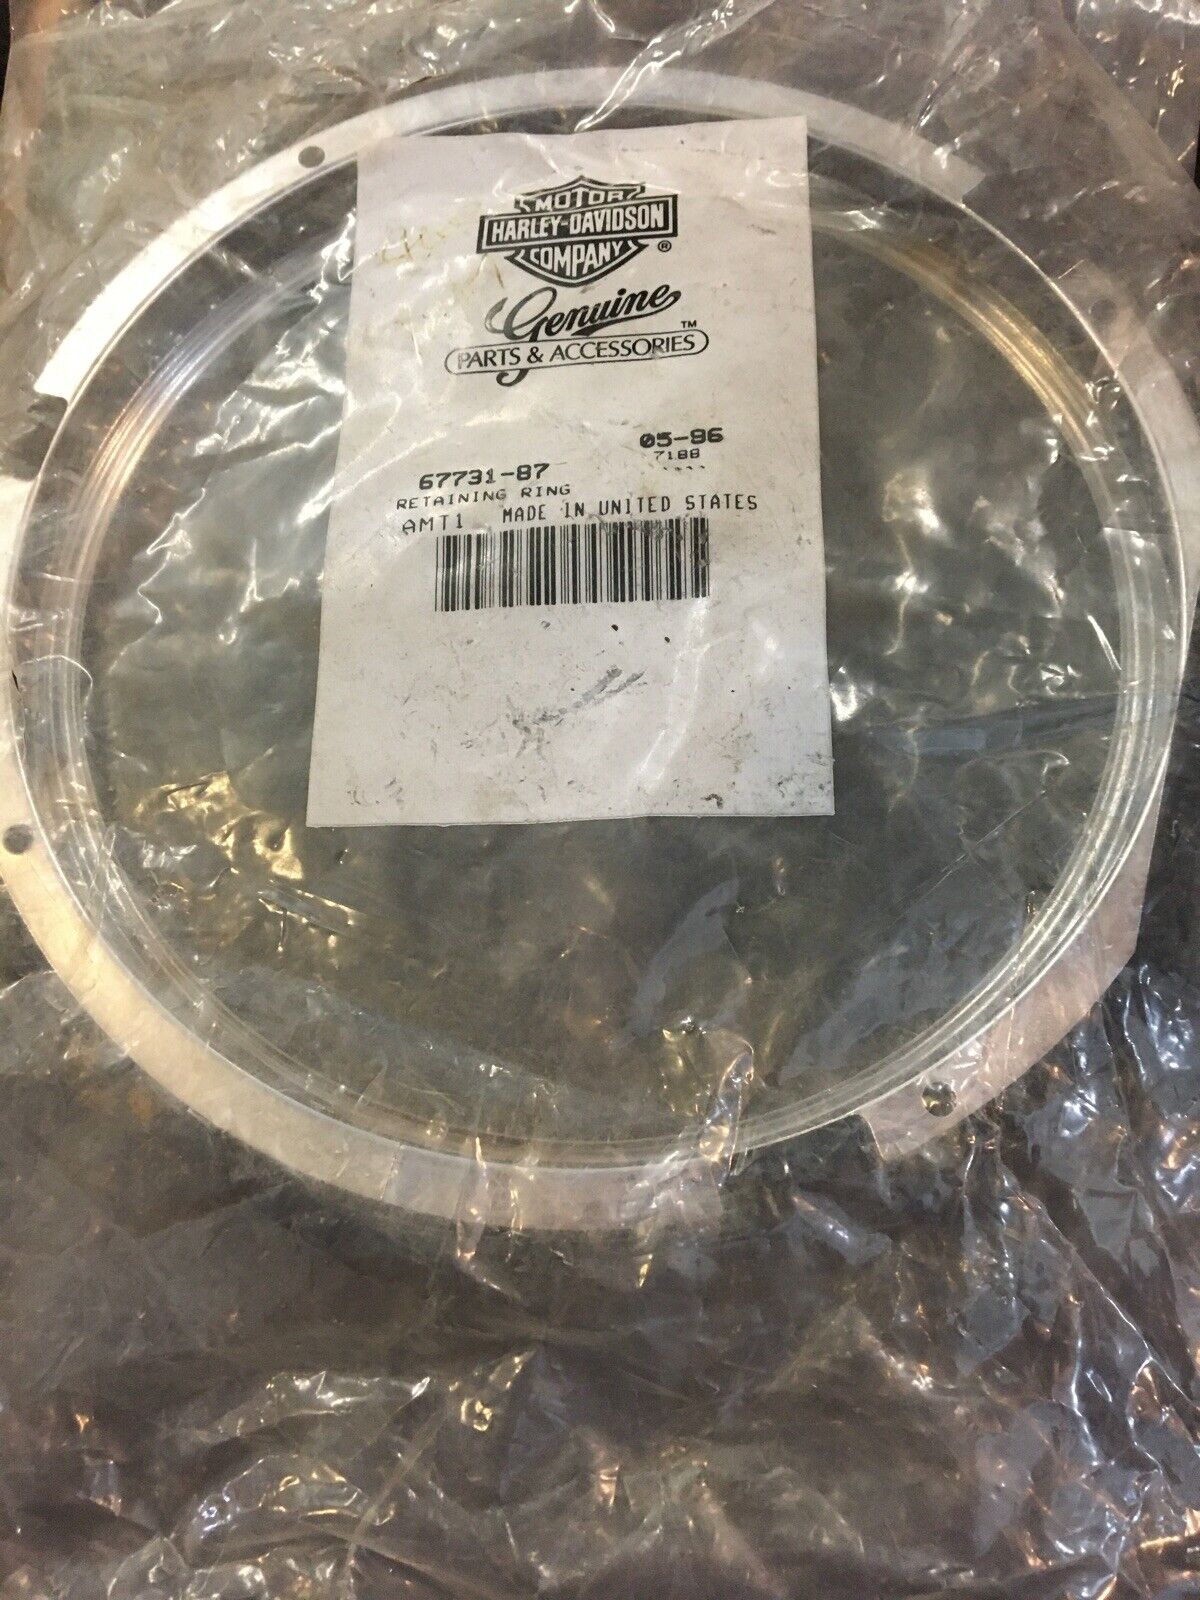 MOTOR
HARLEY-DAVIDSON
COMPANY ®
Genuine
PARTS & ACCESSORIES ™
05-96
7188
67731-87
RETAINING RING
AMT1 MADE IN UNITED STATES